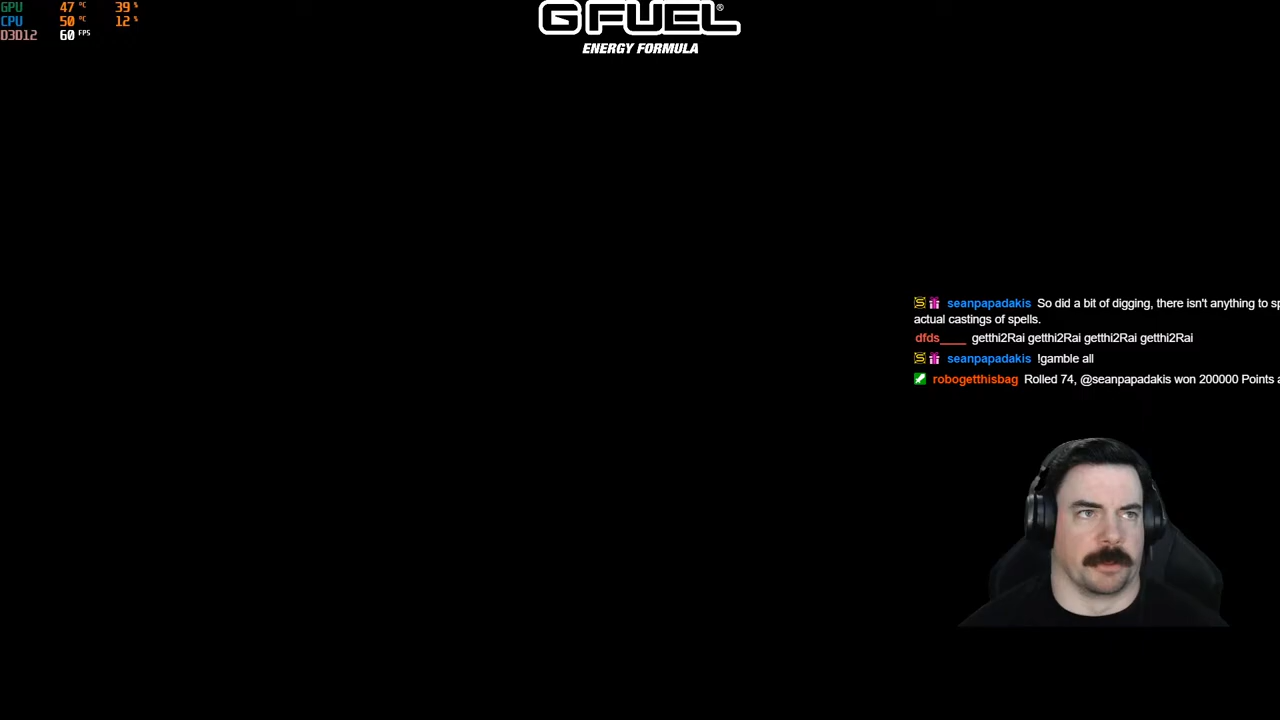 GPU 47 °C 39 %
CPU 50 °C 12 %
D3D12 60 FPS
G FUEL®
ENERGY FORMULA
seanpapadakis So did a bit of digging, there isn't anything to
actual castings of spells.
dfds____ getthi2Rai getthi2Rai getthi2Rai getthi2Rai
seanpapadakis !gamble all
robogetthisbag Rolled 74, @seanpapadakis won 200000 Points